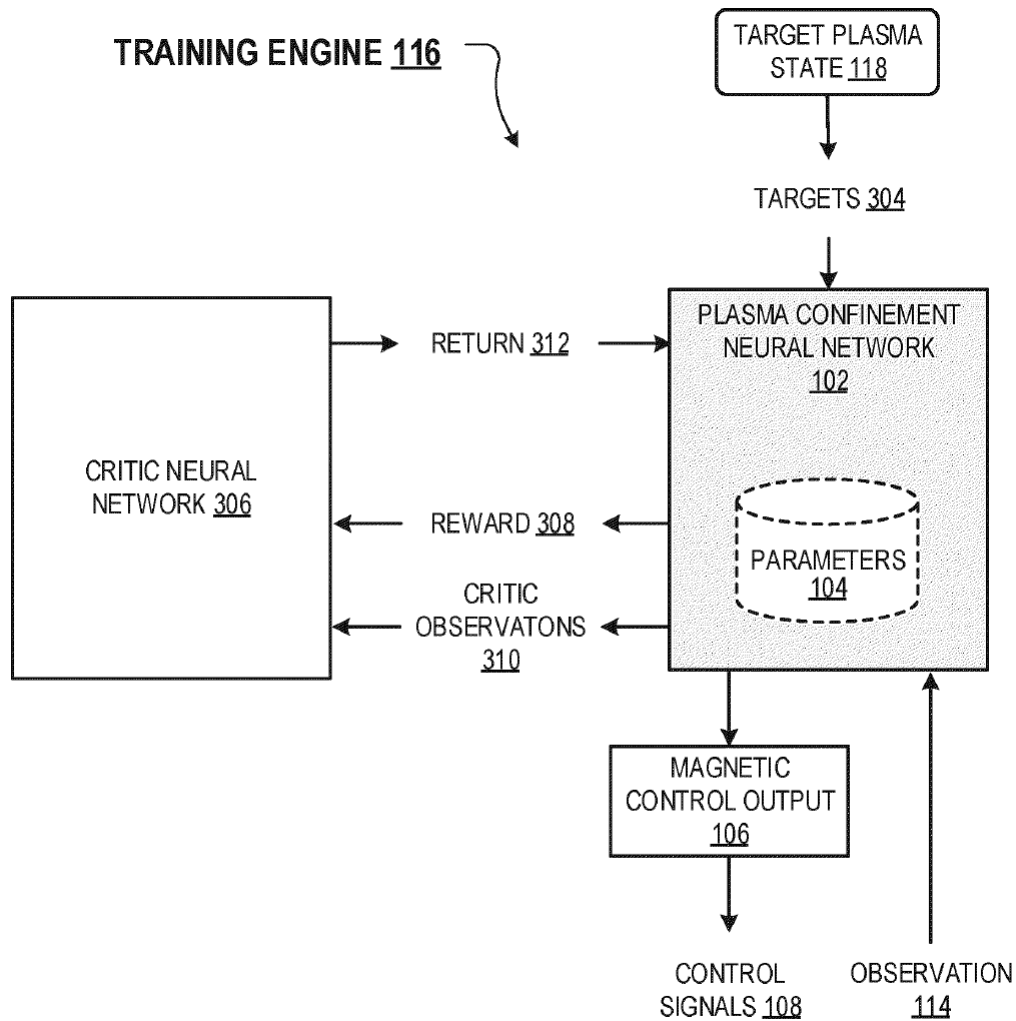 TRAINING ENGINE 116
TARGET PLASMA
STATE 118
TARGETS 304
PLASMA CONFINEMENT
NEURAL NETWORK
102
RETURN 312
CRITIC NEURAL
NETWORK 306
REWARD 308
PARAMETERS
104
CRITIC
OBSERVATONS
310
MAGNETIC
CONTROL OUTPUT
106
CONTROL
SIGNALS 108
OBSERVATION
114